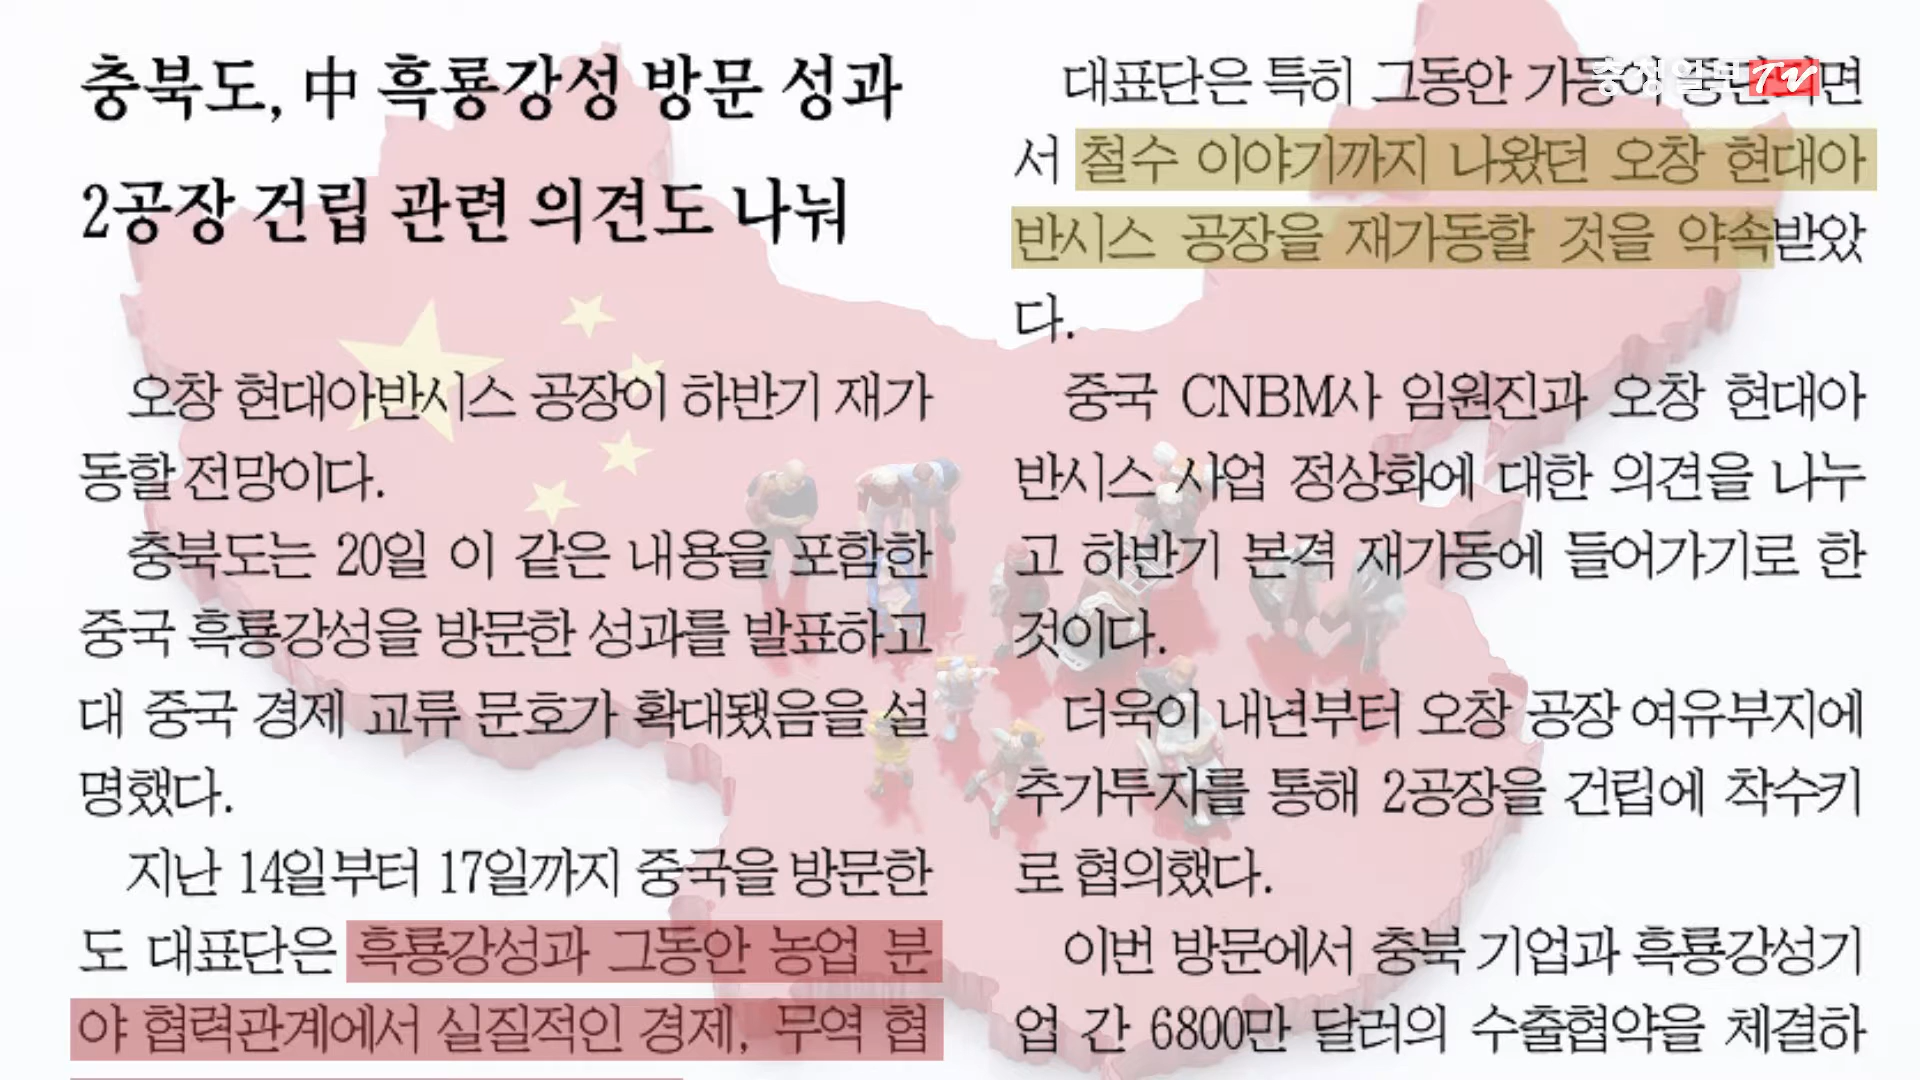 충북도, 中 흑룡강성 방문 성과
2공장 건립 관련 의견도 나눠
오창 현대아반시스 공장이 하반기 재가
동할 전망이다.
충북도는 20일 이 같은 내용을 포함한
중국 흑룡강성을 방문한 성과를 발표하고
대 중국 경제 교류 문호가 확대됐음을 설
명했다.
지난 14일부터 17일까지 중국을 방문한
도 대표단은 흑룡강성과 그동안 농업 분
야 협력관계에서 실질적인 경제, 무역 협
충청일보TV
대표단은 특히 그동안 가동이 면
서 철수 이야기까지 나왔던 오창 현대아
반시스 공장을 재가동할 것을 약속받았
다.
중국 CNBM사 임원진과 오창 현대아
반시스 사업 정상화에 대한 의견을 나누
고 하반기 본격 재가동에 들어가기로 한
것이다.
더욱이 내년부터 오창 공장 여유부지에
추가투자를 통해 2공장을 건립에 착수키
로 협의했다.
이번 방문에서 충북 기업과 흑룡강성기
업 간 6800만 달러의 수출협약을 체결하